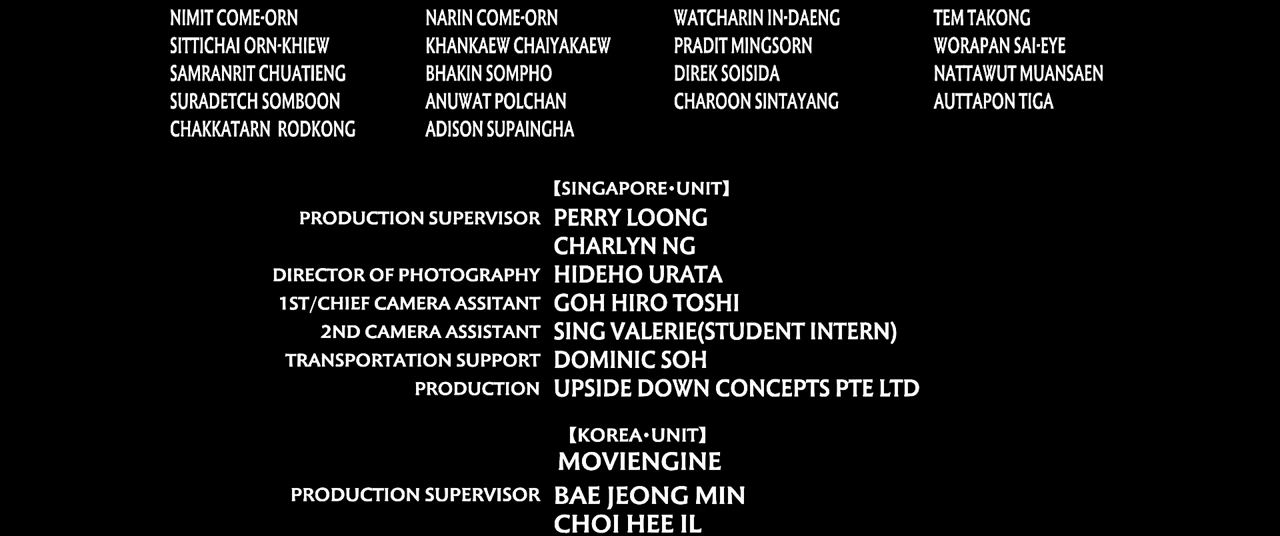 NIMIT COME-ORN NARIN COME-ORN WATCHARIN IN-DAENG TEM TAKONG
SITTICHAI ORN-KHIEW KHANKAEW CHAIYAKAEW PRADIT MINGSORN WORAPAN SAI-EYE
SAMRANRIT CHUATIENG BHAKIN SOMPHO DIREK SOISIDA NATTAWUT MUANSAEN
SURADETCH SOMBOON ANUWAT POLCHAN CHAROON SINTAYANG AUTTAPON TIGA
CHAKKATARN RODKONG ADISON SUPAINGHA
【SINGAPORE・UNIT】
PRODUCTION SUPERVISOR PERRY LOONG
CHARLYN NG
DIRECTOR OF PHOTOGRAPHY HIDEHO URATA
1ST/CHIEF CAMERA ASSITANT GOH HIRO TOSHI
2ND CAMERA ASSISTANT SING VALERIE(STUDENT INTERN)
TRANSPORTATION SUPPORT DOMINIC SOH
PRODUCTION UPSIDE DOWN CONCEPTS PTE LTD
【KOREA・UNIT】
MOVIENGINE
PRODUCTION SUPERVISOR BAE JEONG MIN
CHOI HEE IL